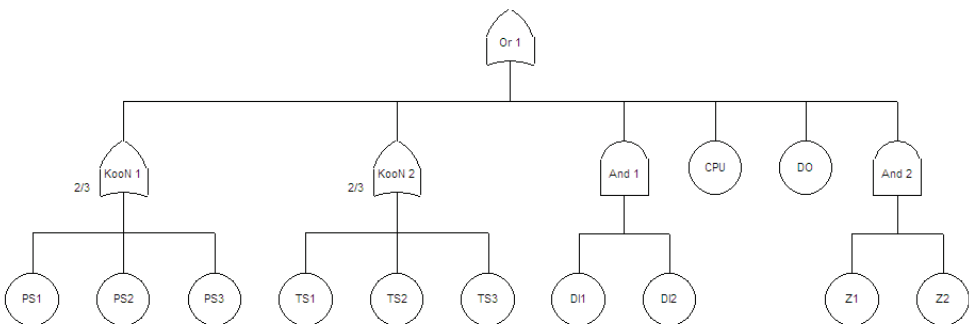 Or 1
KooN 1
2/3
KooN 2
2/3
And 1
CPU
DO
And 2
PS1
PS2
PS3
TS1
TS2
TS3
DI1
DI2
Z1
Z2